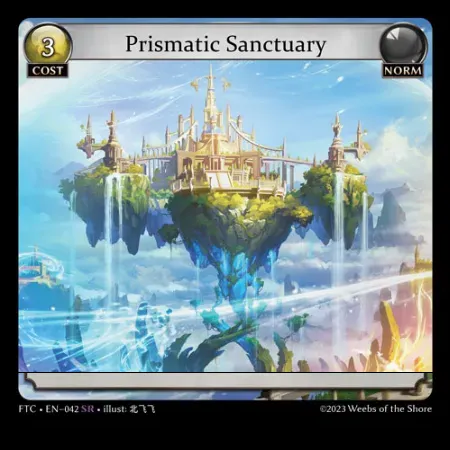 3
COST
Prismatic Sanctuary
NORM
FTC • EN-042 SR • illust: 北飞飞
©2023 Weebs of the Shore